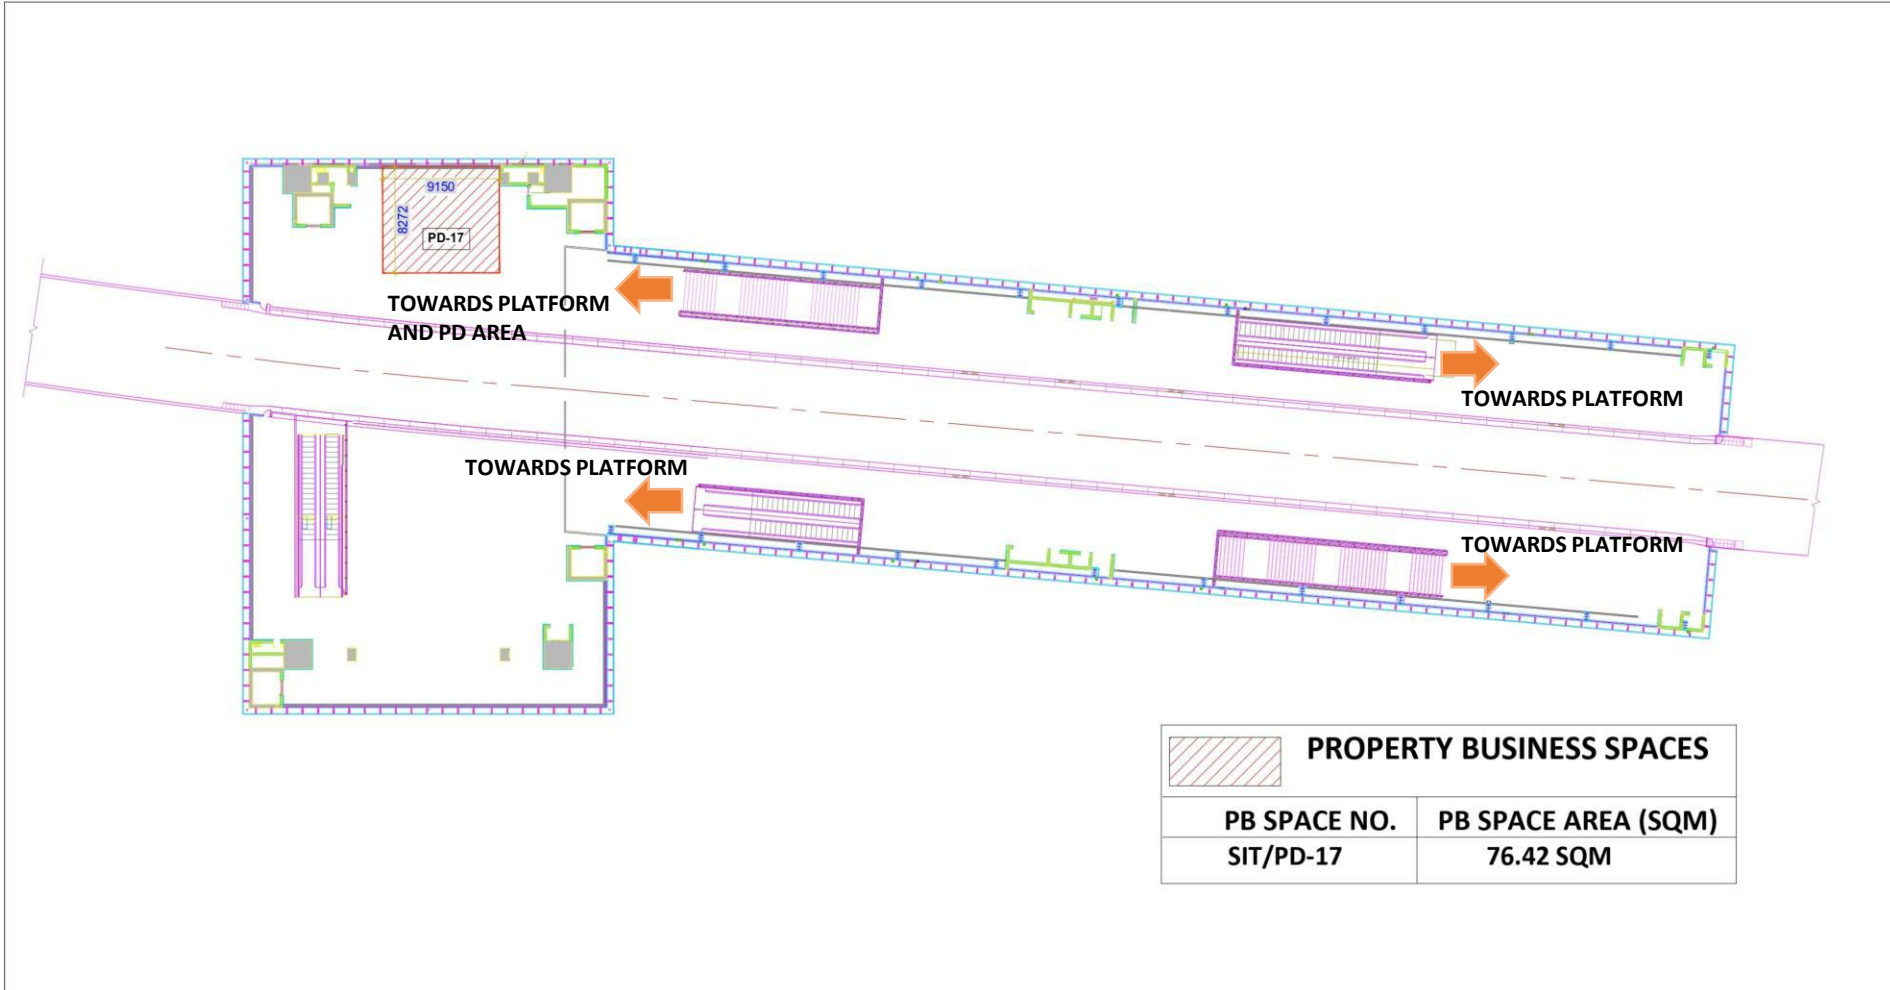 9150
8272
PD-17
TOWARDS PLATFORM
AND PD AREA
TOWARDS PLATFORM
TOWARDS PLATFORM
TOWARDS PLATFORM
PROPERTY BUSINESS SPACES
PB SPACE NO. PB SPACE AREA (SQM)
SIT/PD-17 76.42 SQM